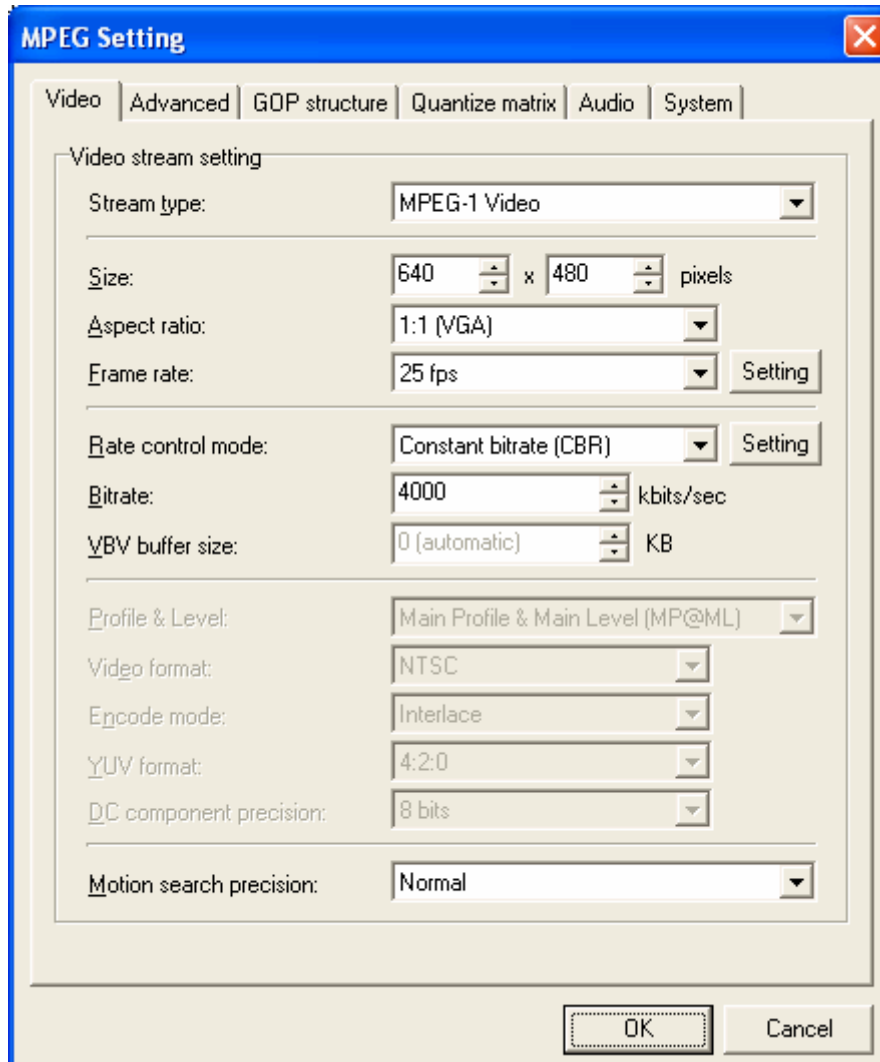 MPEG Setting
Video Advanced GOP structure Quantize matrix Audio System
Video stream setting
Stream type: MPEG-1 Video
Size: 640 x 480 pixels
Aspect ratio: 1:1 (VGA)
Frame rate: 25 fps Setting
Rate control mode: Constant bitrate (CBR) Setting
Bitrate: 4000 kbits/sec
VBV buffer size: 0 (automatic) KB
Profile & Level: Main Profile & Main Level (MP@ML)
Video format: NTSC
Encode mode: Interlace
YUV format: 4:2:0
DC component precision: 8 bits
Motion search precision: Normal
OK Cancel